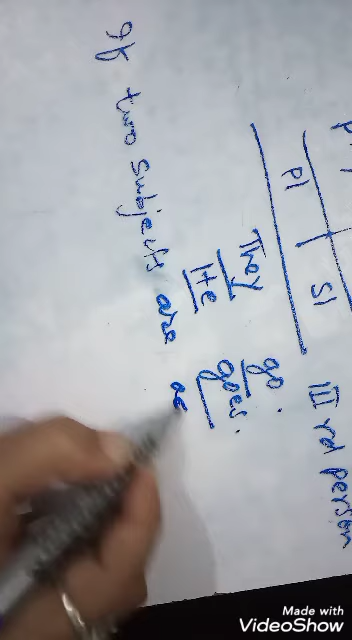 Pl Sl III rd person
They go.
He goes.
If two subjects are
Made with
VideoShow